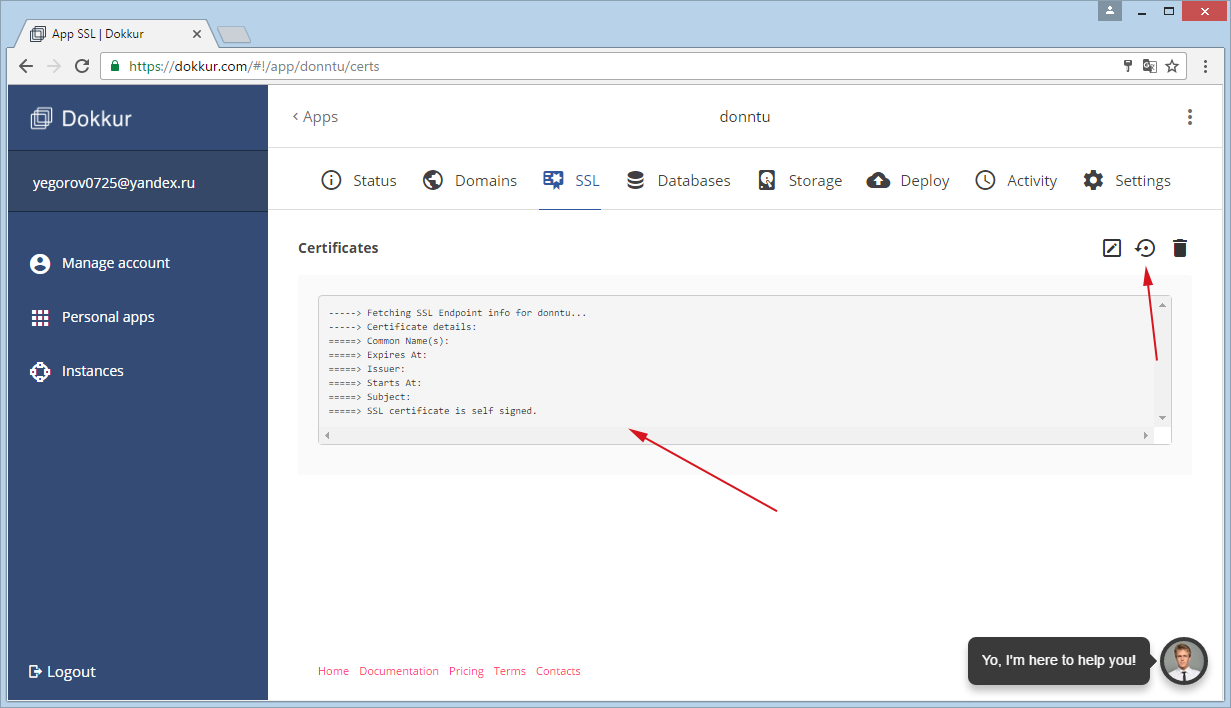 App SSL | Dokkur
https://dokkur.com/#!/app/donntu/certs
Dokkur
‹ Apps
donntu
yegorov0725@yandex.ru
Status Domains SSL Databases Storage Deploy Activity Settings
Manage account
Personal apps
Instances
Certificates
-----> Fetching SSL Endpoint info for donntu...
-----> Certificate details:
=====> Common Name(s):
=====> Expires At:
=====> Issuer:
=====> Starts At:
=====> Subject:
=====> SSL certificate is self signed.
Logout
Home Documentation Pricing Terms Contacts
Yo, I'm here to help you!